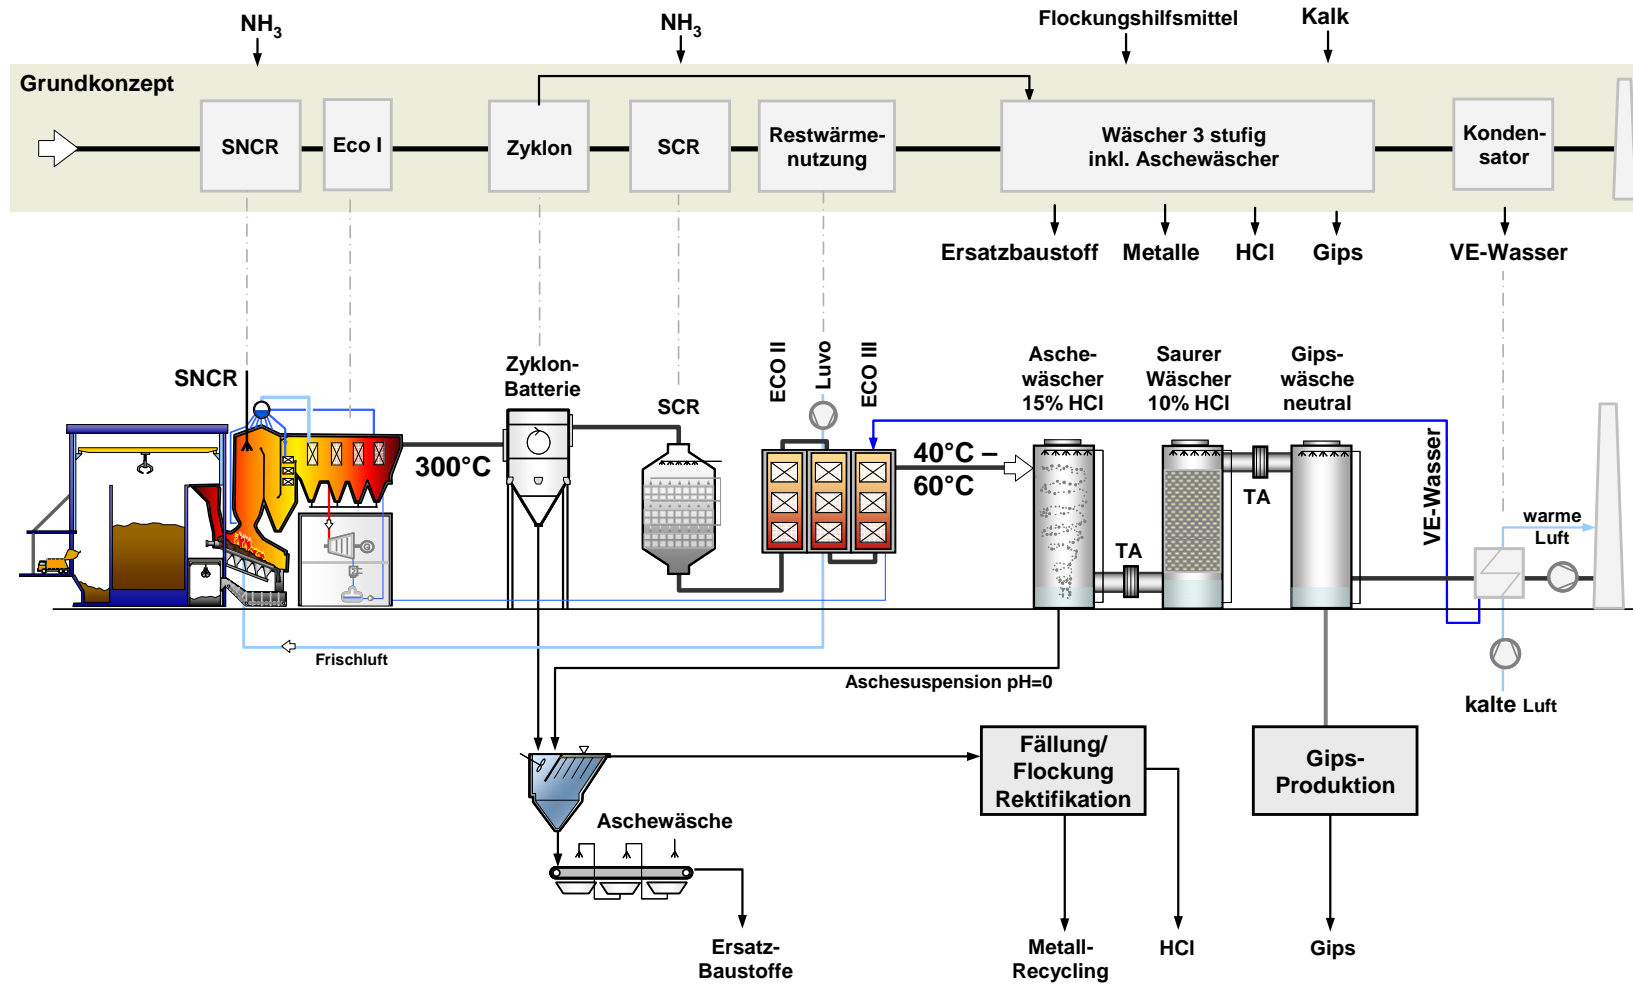 NH3
NH3
Flockungshilfsmittel
Kalk
Grundkonzept
SNCR
Eco I
Zyklon
SCR
Restwärme-
nutzung
Wäscher 3 stufig
inkl. Aschewäscher
Konden-
sator
Ersatzbaustoff
Metalle
HCl
Gips
VE-Wasser
SNCR
300°C
Zyklon-
Batterie
SCR
ECO II
Luvo
ECO III
40°C –
60°C
Asche-
wäscher
15% HCl
Saurer
Wäscher
10% HCl
Gips-
wäsche
neutral
TA
TA
VE-Wasser
warme
Luft
kalte Luft
G
Frischluft
Aschesuspension pH=0
Fällung/
Flockung
Rektifikation
Gips-
Produktion
Aschewäsche
Ersatz-
Baustoffe
Metall-
Recycling
HCl
Gips